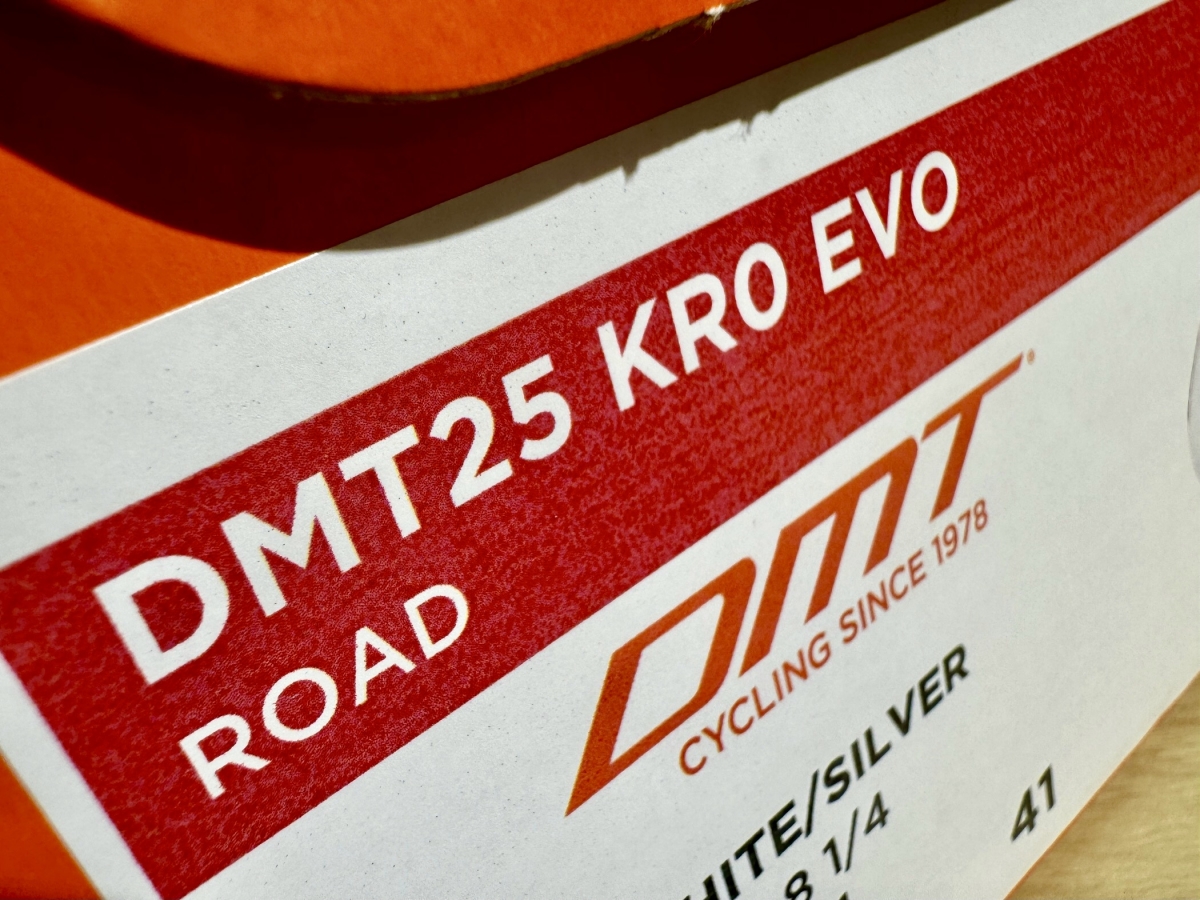 DMT25 KRO EVO
ROAD
DMT®
CYCLING SINCE 1978
HITE/SILVER
8 1/4
41